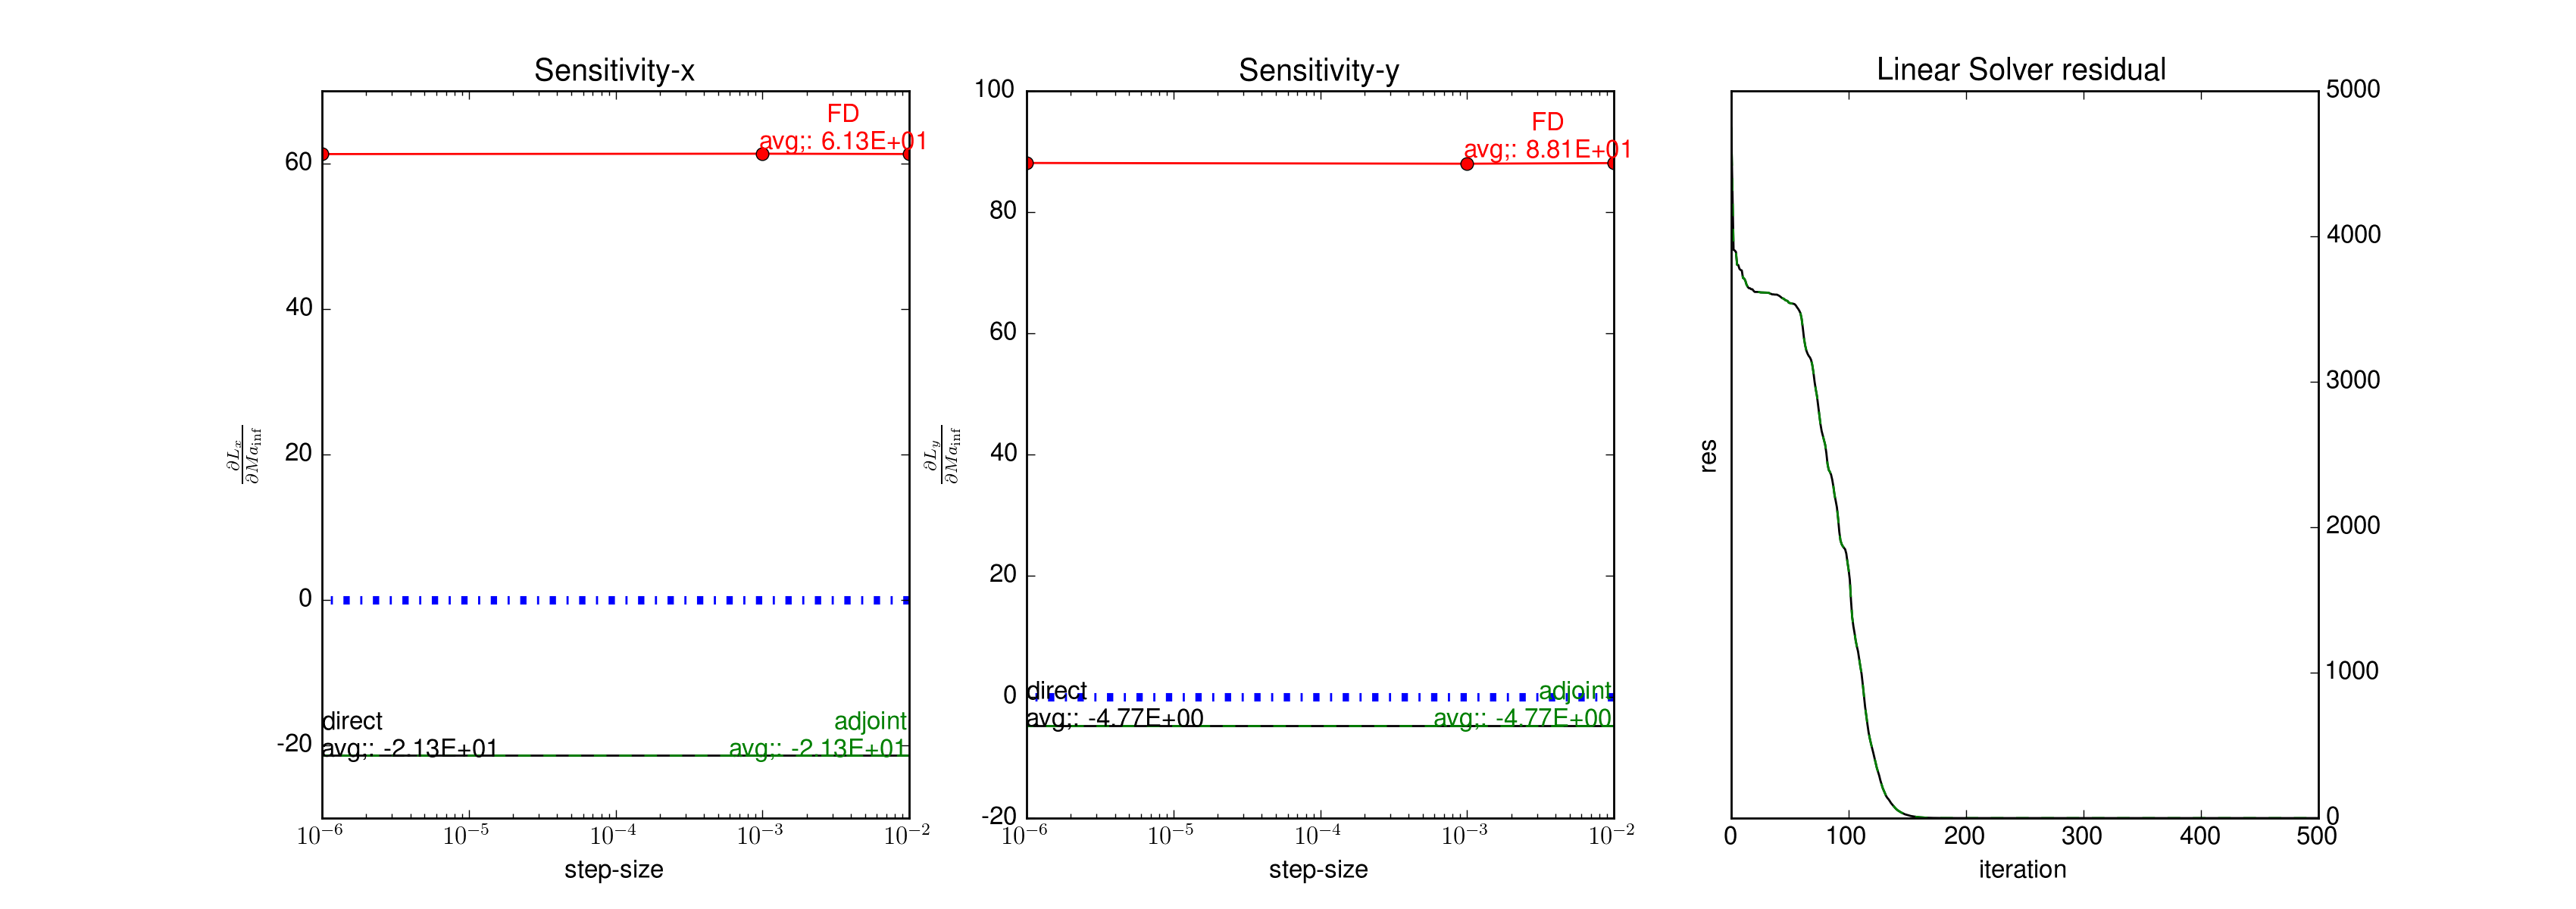 Sensitivity-x
FD
avg;: 6.13E+01
60
40
20
0
-20
direct
avg;: -2.13E+01
adjoint
avg;: -2.13E+01
∂L_x
∂Ma_inf
10^-6 10^-5 10^-4 10^-3 10^-2
step-size
Sensitivity-y
FD
avg;: 8.81E+01
100
80
60
40
20
0
-20
direct
avg;: -4.77E+00
adjoint
avg;: -4.77E+00
∂L_y
∂Ma_inf
10^-6 10^-5 10^-4 10^-3 10^-2
step-size
Linear Solver residual
5000
4000
3000
2000
1000
0
res
0 100 200 300 400 500
iteration